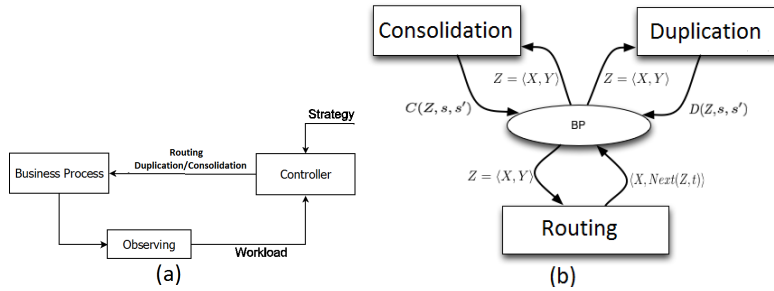 Strategy
Routing
Duplication/Consolidation
Business Process
Controller
Observing
Workload
(a)
Consolidation
Duplication
Z = ⟨X, Y⟩
Z = ⟨X, Y⟩
C(Z, s, s′)
D(Z, s, s′)
BP
Z = ⟨X, Y⟩
⟨X, Next(Z, t)⟩
Routing
(b)